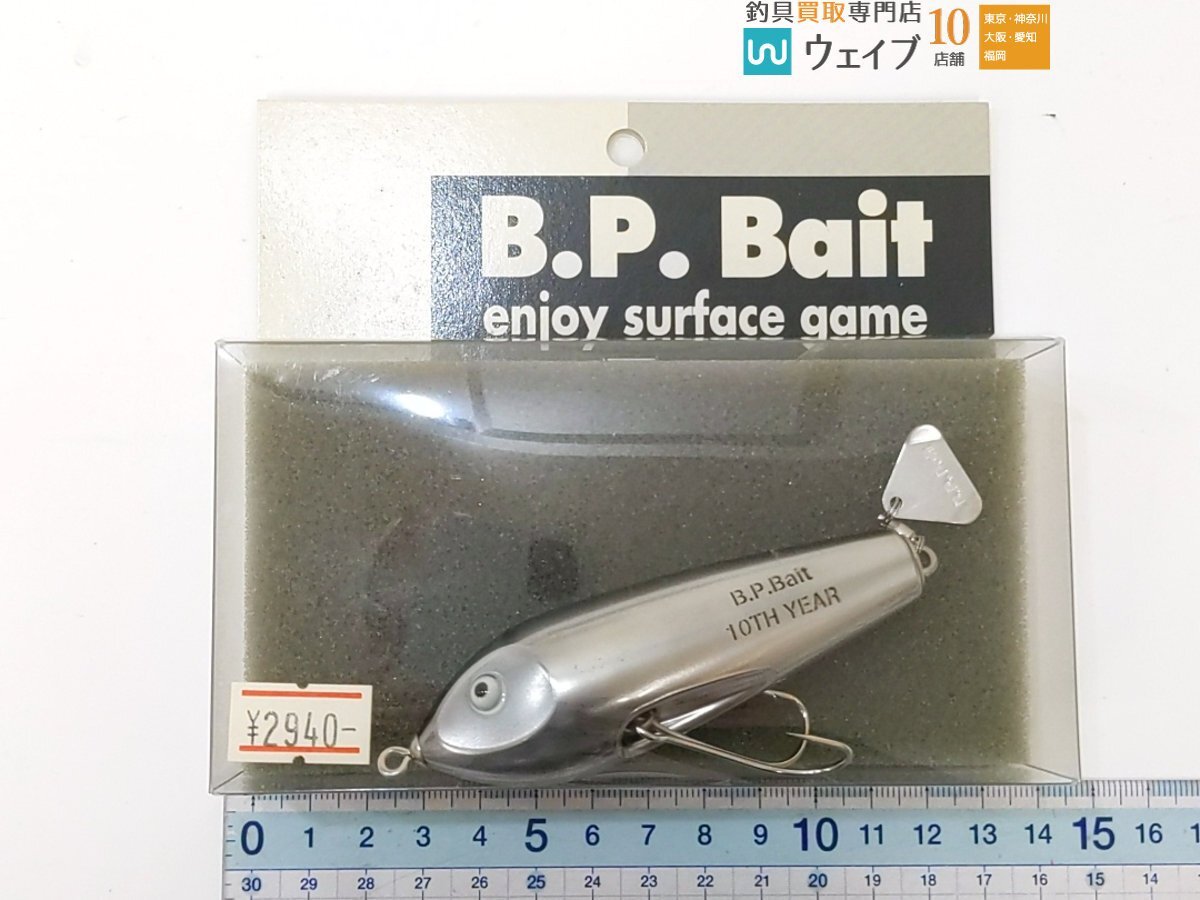 釣具買取専門店
ウェイブ
10
店舗
東京・神奈川
大阪・愛知
福岡
B.P. Bait
enjoy surface game
B.P.Bait
10TH YEAR
¥2940-
0 1 2 3 4 5 6 7 8 9 10 11 12 13 14 15 16
30 29 28 27 26 25 24 23 22 21 20 19 18 17 16 15 14